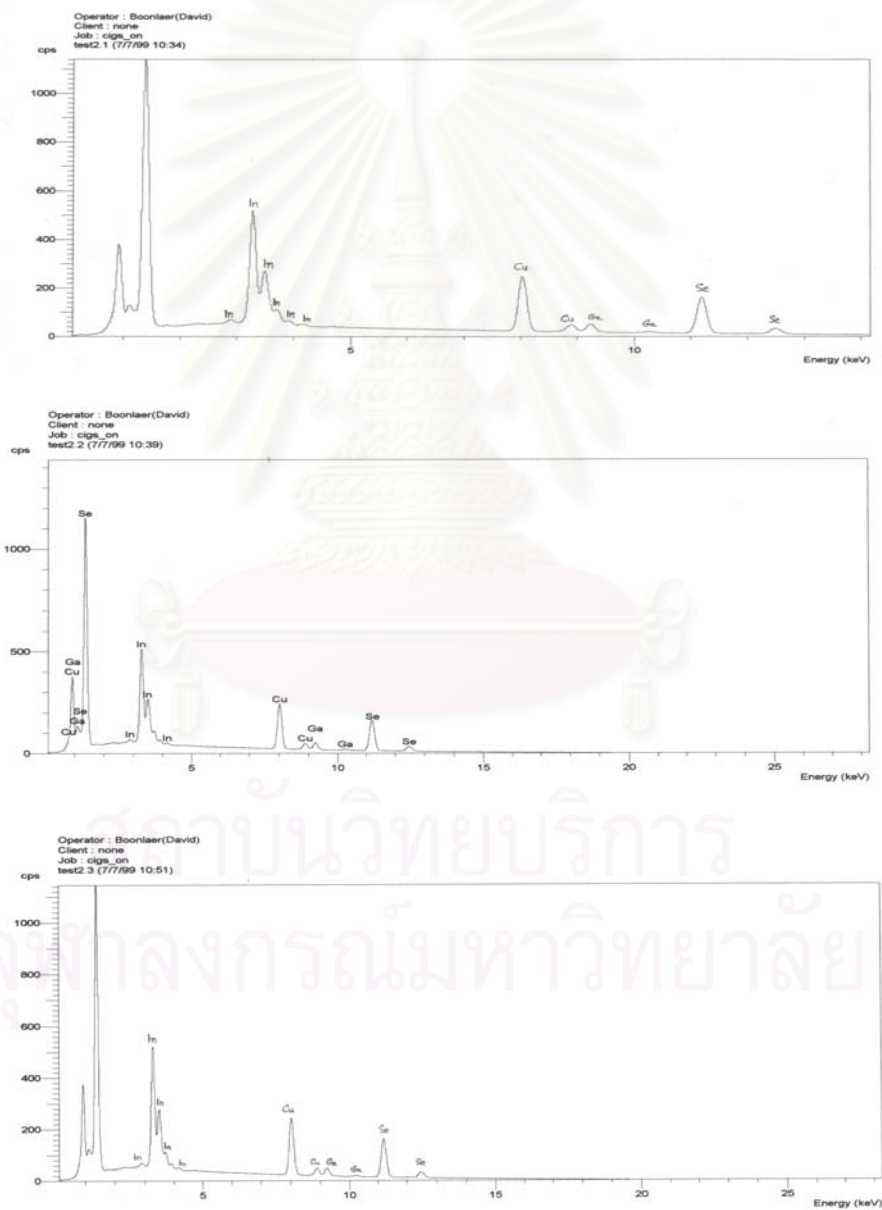 Operator : Boonlaer(David)
Client : none
Job : cigs_on
test2.1 (7/7/99 10:34)
cps
1000
800
600
400
200
0
In
In
In
In
In
In
Cu
Cu
Ga
Ga
Se
Se
5
10
Energy (keV)
Operator : Boonlaer(David)
Client : none
Job : cigs_on
test2.2 (7/7/99 10:39)
cps
1000
500
0
Se
Ga
Cu
Se
Ga
Cu
In
In
In
In
Cu
Cu
Ga
Ga
Se
Se
5
10
15
20
25
Energy (keV)
สถาบันวิทยบริการ
จุฬาลงกรณ์มหาวิทยาลัย
Operator : Boonlaer(David)
Client : none
Job : cigs_on
test2.3 (7/7/99 10:51)
cps
1000
800
600
400
200
0
In
In
In
In
In
Cu
Cu
Ga
Ga
Se
Se
5
10
15
20
25
Energy (keV)